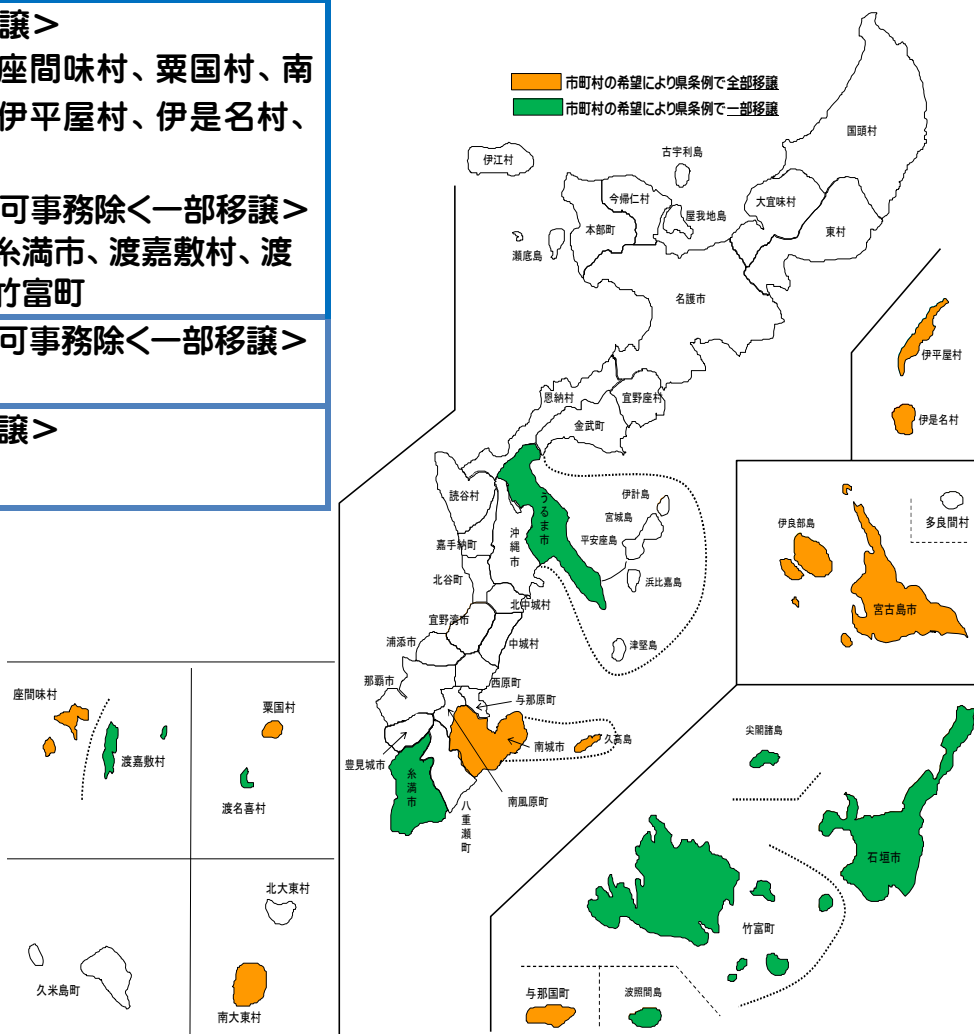 譲＞
座間味村、粟国村、南
伊平屋村、伊是名村、
可事務除＜一部移譲＞
糸満市、渡嘉敷村、渡
竹富町
可事務除＜一部移譲＞
譲＞
市町村の希望により県条例で全部移譲
市町村の希望により県条例で一部移譲
国頭村
伊江村
古宇利島
今帰仁村
大宜味村
屋我地島
本部町
東村
瀬底島
名護市
伊平屋村
恩納村
宜野座村
伊是名村
金武町
読谷村
うるま市
伊計島
宮城島
沖縄市
平安座島
嘉手納町
北谷町
浜比嘉島
北中城村
宜野湾市
浦添市
中城村
津堅島
那覇市
西原町
与那原町
南城市
久高島
豊見城市
糸満市
南風原町
八重瀬町
多良間村
伊良部島
宮古島市
座間味村
粟国村
渡嘉敷村
渡名喜村
北大東村
久米島町
南大東村
尖閣諸島
石垣市
竹富町
与那国町
波照間島